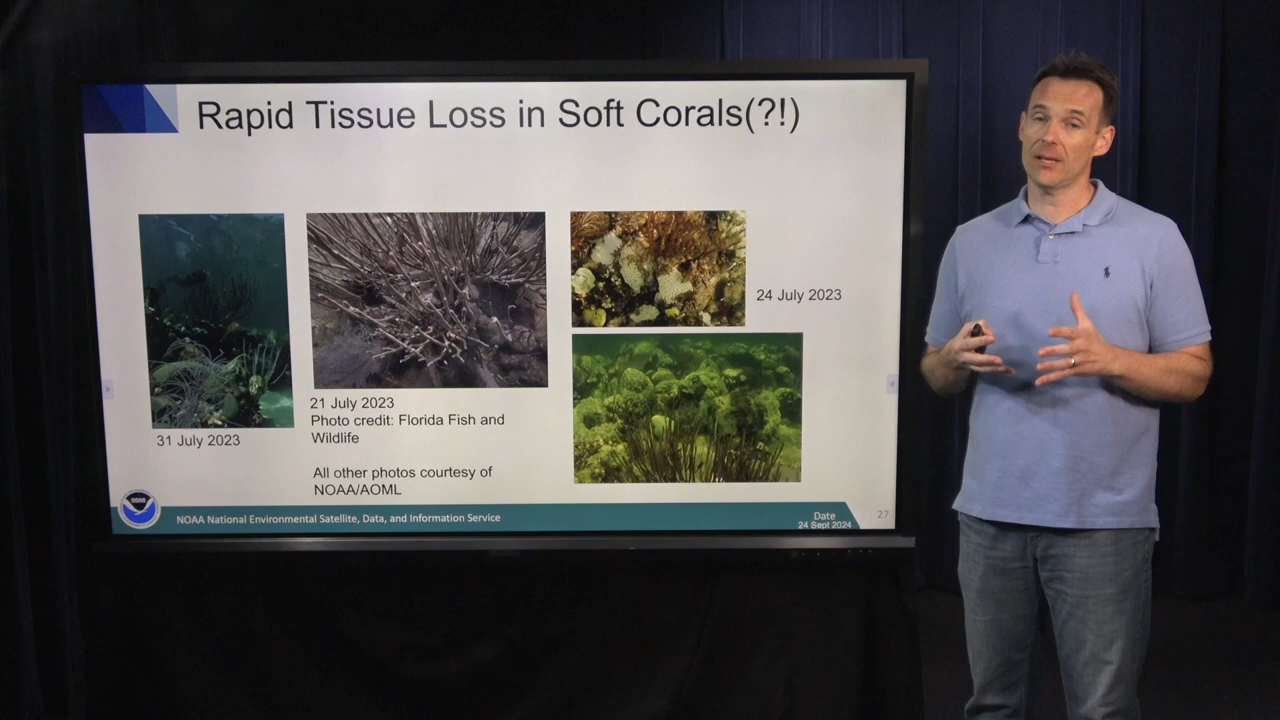 Rapid Tissue Loss in Soft Corals(?!)
24 July 2023
21 July 2023
Photo credit: Florida Fish and
Wildlife
31 July 2023
All other photos courtesy of
NOAA/AOML
NOAA
NOAA National Environmental Satellite, Data, and Information Service
Date
24 Sept 2024
27